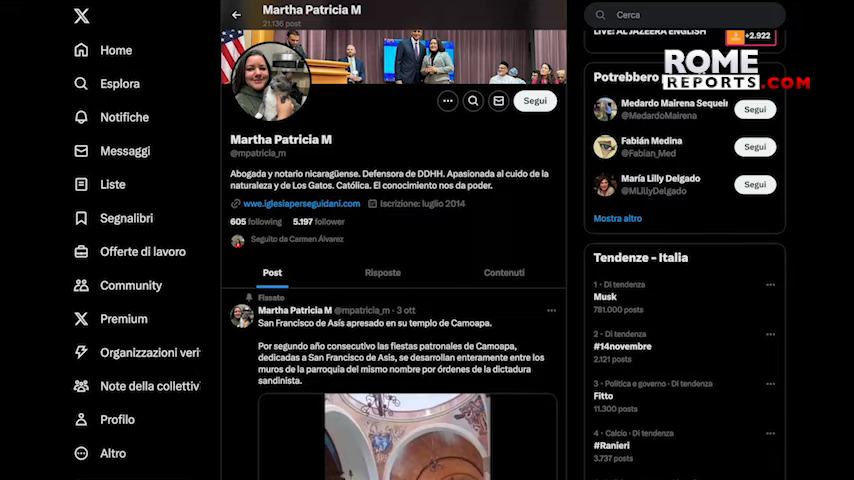 Home
Esplora
Notifiche
Messaggi
Liste
Segnalibri
Offerte di lavoro
Community
Premium
Organizzazioni verif
Note della collettivi
Profilo
Altro
Martha Patricia M
21.136 post
Segui
Martha Patricia M
@mpatricia_m
Abogada y notario nicaragüense. Defensora de DDHH. Apasionada al cuido de la
naturaleza y de Los Gatos. Católica. El conocimiento nos da poder.
wwe.iglesiaperseguidani.com Iscrizione: luglio 2014
605 following 5.197 follower
Seguito da Carmen Álvarez
Post Risposte Contenuti
Fissato
Martha Patricia M @mpatricia_m · 3 ott
San Francisco de Asís apresado en su templo de Camoapa.
Por segundo año consecutivo las fiestas patronales de Camoapa,
dedicadas a San Francisco de Asis, se desarrollan enteramente entre los
muros de la parroquia del mismo nombre por órdenes de la dictadura
sandinista.
Cerca
LIVE! AL JAZEERA ENGLISH
+2.922
ROME
REPORTS.COM
Potrebbero
Medardo Mairena Sequeir
@MedardoMairena
Segui
Fabián Medina
@Fabian_Med
Segui
María Lilly Delgado
@MLillyDelgado
Segui
Mostra altro
Tendenze - Italia
1 · Di tendenza
Musk
781.000 posts
2 · Di tendenza
#14novembre
2.121 posts
3 · Politica e governo · Di tendenza
Fitto
11.300 posts
4 · Calcio · Di tendenza
#Ranieri
3.737 posts